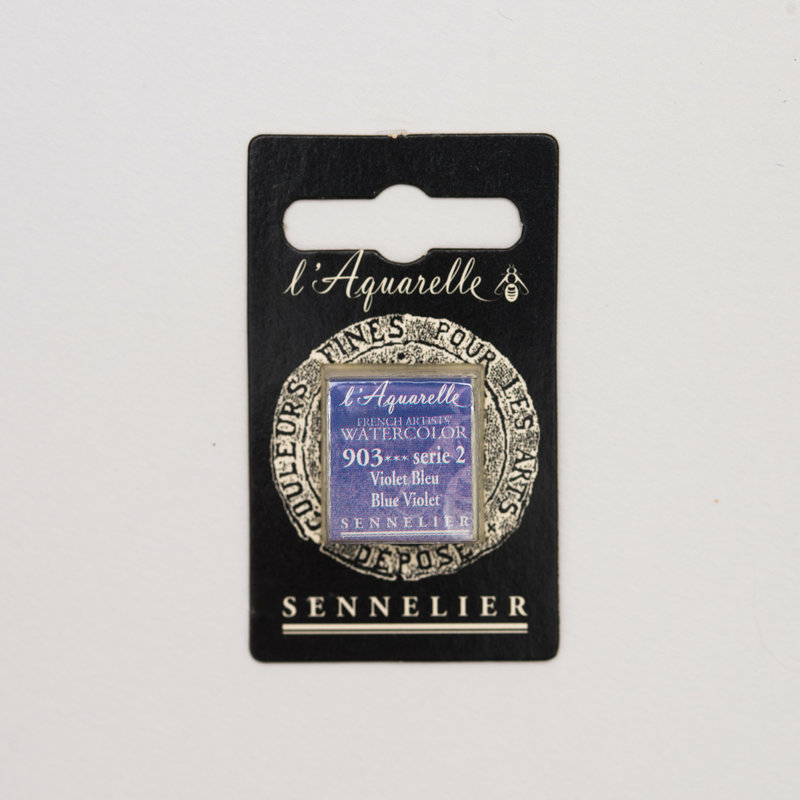 l'Aquarelle
COULEURS FINES POUR LES ARTS
DÉPOSÉ
l'Aquarelle
FRENCH ARTISTS'
WATERCOLOR
903*** serie 2
Violet Bleu
Blue Violet
SENNELIER
SENNELIER